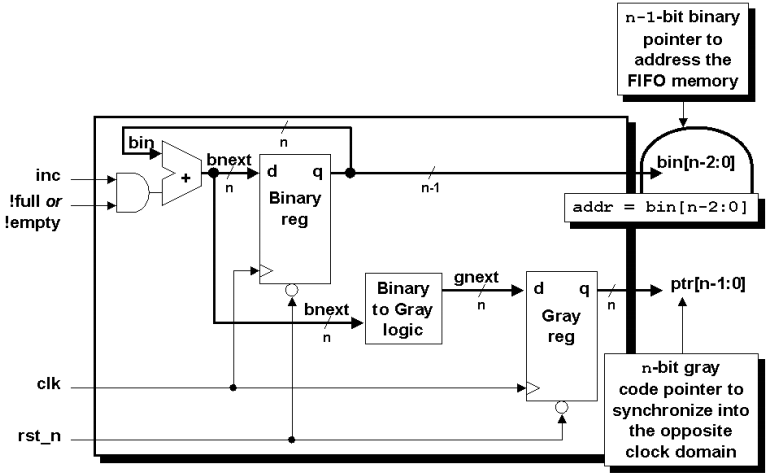 n-1-bit binary
pointer to
address the
FIFO memory
n
bin
bnext
n
d q
Binary
reg
n-1
bin[n-2:0]
addr = bin[n-2:0]
inc
!full or
!empty
+
bnext
n
Binary
to Gray
logic
gnext
n
d q
Gray
reg
n
ptr[n-1:0]
clk
rst_n
n-bit gray
code pointer to
synchronize into
the opposite
clock domain